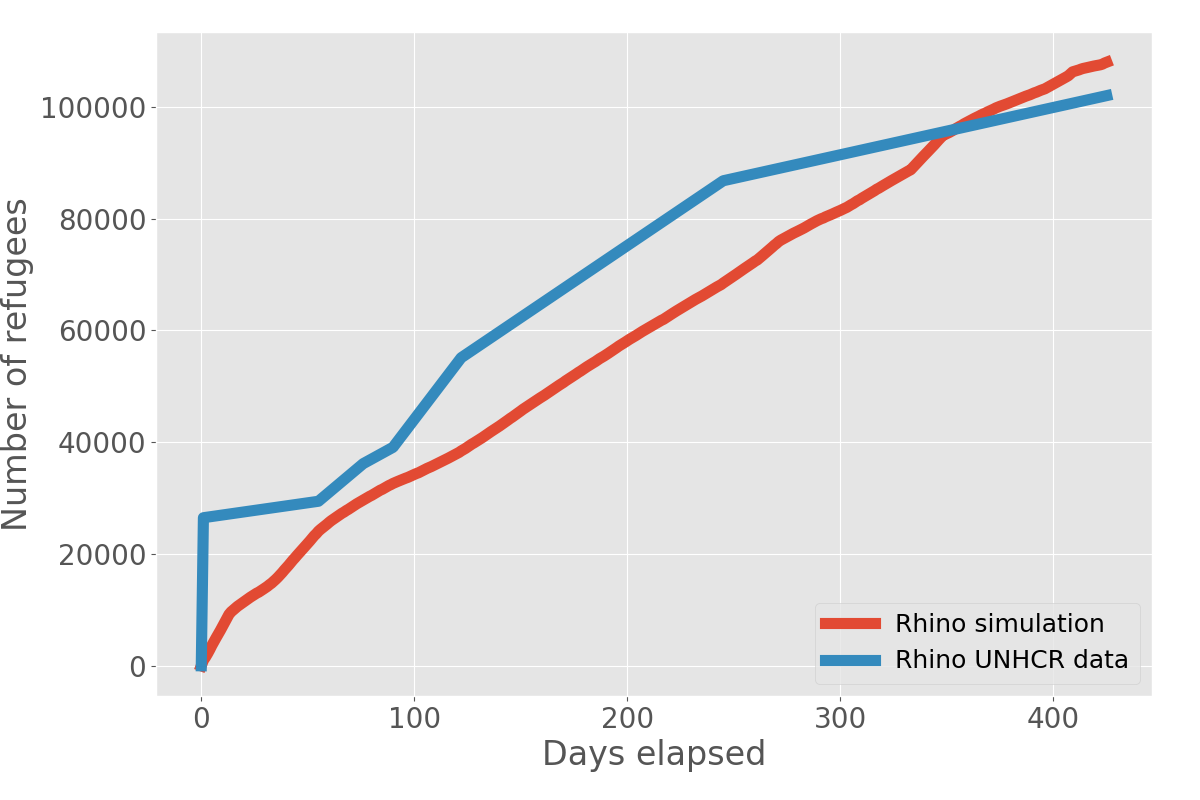 Number of refugees
100000
80000
60000
40000
20000
0
0 100 200 300 400
Days elapsed
Rhino simulation
Rhino UNHCR data